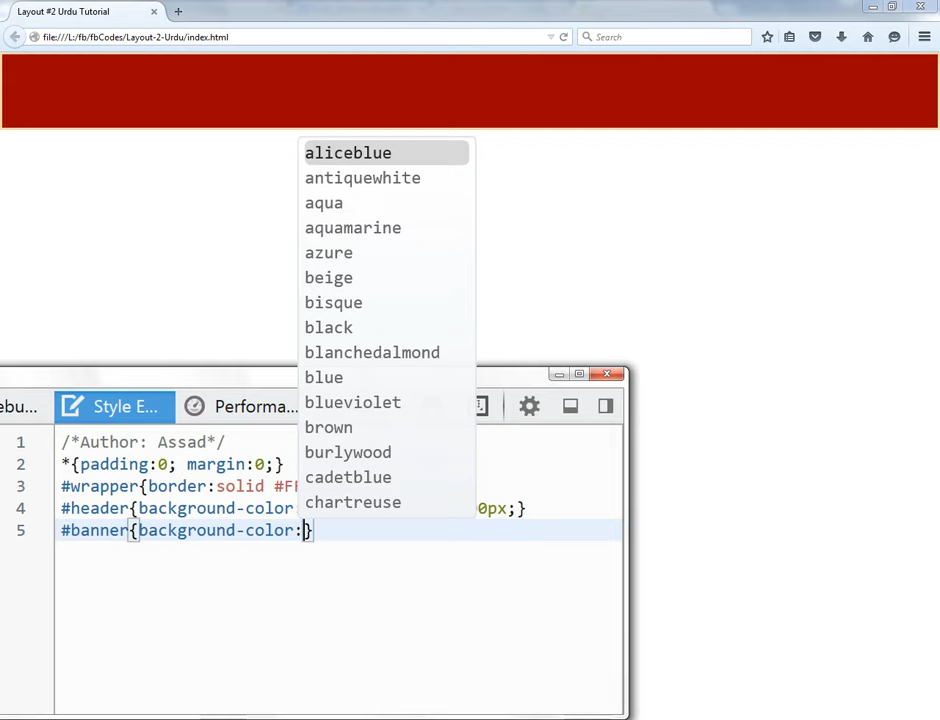 Layout #2 Urdu Tutorial
file:///L:/fb/fbCodes/Layout-2-Urdu/index.html
Search
aliceblue
antiquewhite
aqua
aquamarine
azure
beige
bisque
black
blanchedalmond
blue
blueviolet
brown
burlywood
cadetblue
chartreuse
ebu... Style E... Performa...
1 /*Author: Assad*/
2 *{padding:0; margin:0;}
3 #wrapper{border:solid #FF
4 #header{background-color: 0px;}
5 #banner{background-color:}